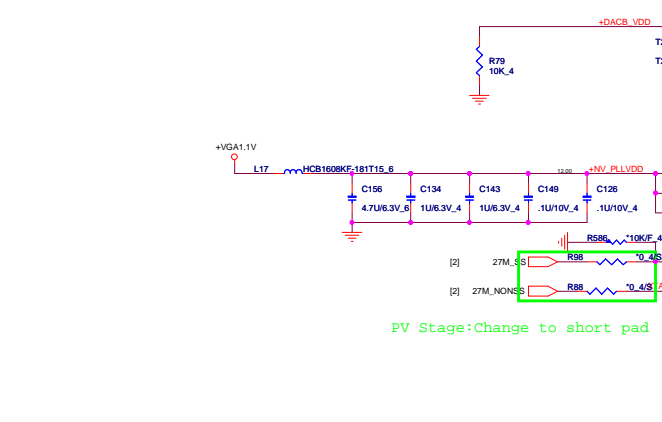 +DACB_VDD
R79
10K_4
+VGA1.1V
L17
HCB1608KF-181T15_6
12.00
+NV_PLLVDD
C156
C134
C143
C149
C126
4.7U/6.3V_6
1U/6.3V_4
1U/6.3V_4
.1U/10V_4
.1U/10V_4
R586
*10K/F_4
[2]
27M_SS
R98
*0_4/S
[2]
27M_NONSS
R88
*0_4/S
PV Stage:Change to short pad